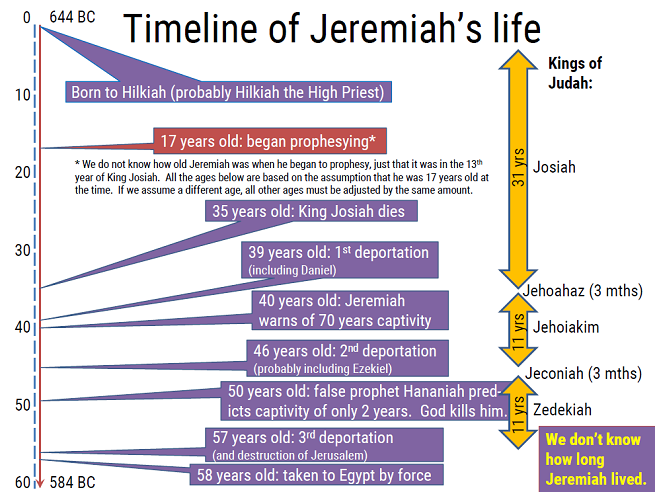 Timeline of Jeremiah's life
0
644 BC
Kings of
Judah:
Born to Hilkiah (probably Hilkiah the High Priest)
10
17 years old: began prophesying*
* We do not know how old Jeremiah was when he began to prophesy, just that it was in the 13th
year of King Josiah. All the ages below are based on the assumption that he was 17 years old at
the time. If we assume a different age, all other ages must be adjusted by the same amount.
20
31 yrs
Josiah
35 years old: King Josiah dies
30
39 years old: 1st deportation
(including Daniel)
Jehoahaz (3 mths)
40 years old: Jeremiah
warns of 70 years captivity
40
11 yrs
Jehoiakim
46 years old: 2nd deportation
(probably including Ezekiel)
Jeconiah (3 mths)
50 years old: false prophet Hananiah pred-
icts captivity of only 2 years. God kills him.
50
11 yrs
Zedekiah
57 years old: 3rd deportation
(and destruction of Jerusalem)
58 years old: taken to Egypt by force
60
584 BC
We don't know
how long
Jeremiah lived.